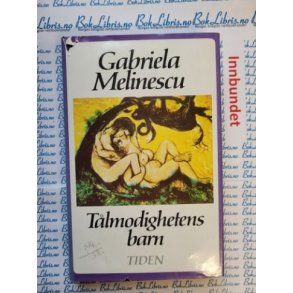 BokLibris.no
Gabriela
Melinescu
Tålmodighetens
barn
TIDEN
Innbundet